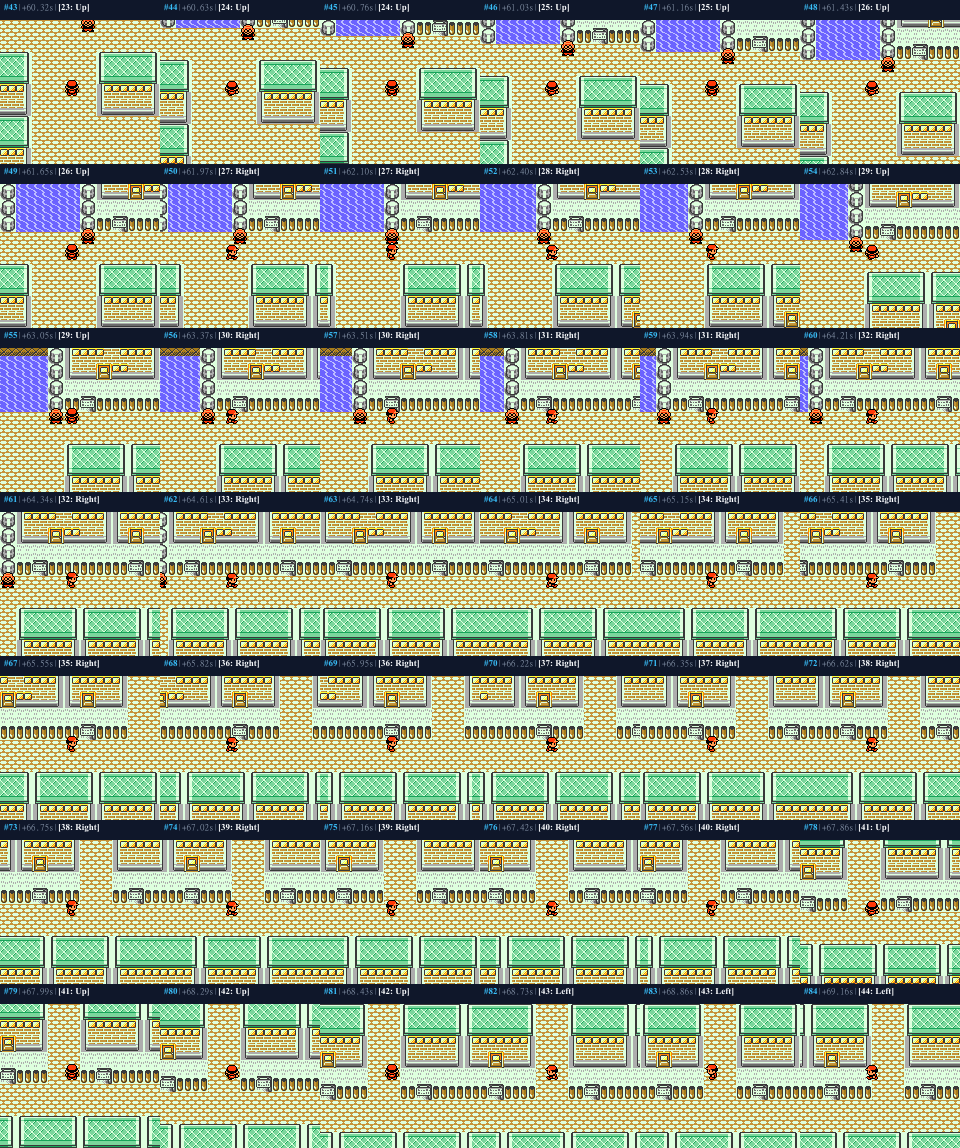 #43|+60.32s|[23: Up] #44|+60.63s|[24: Up] #45|+60.76s|[24: Up] #46|+61.03s|[25: Up] #47|+61.16s|[25: Up] #48|+61.43s|[26: Up]
#49|+61.65s|[26: Up] #50|+61.97s|[27: Right] #51|+62.10s|[27: Right] #52|+62.40s|[28: Right] #53|+62.53s|[28: Right] #54|+62.84s|[29: Up]
#55|+63.05s|[29: Up] #56|+63.37s|[30: Right] #57|+63.51s|[30: Right] #58|+63.81s|[31: Right] #59|+63.94s|[31: Right] #60|+64.21s|[32: Right]
#61|+64.34s|[32: Right] #62|+64.61s|[33: Right] #63|+64.74s|[33: Right] #64|+65.01s|[34: Right] #65|+65.15s|[34: Right] #66|+65.41s|[35: Right]
#67|+65.55s|[35: Right] #68|+65.82s|[36: Right] #69|+65.95s|[36: Right] #70|+66.22s|[37: Right] #71|+66.35s|[37: Right] #72|+66.62s|[38: Right]
#73|+66.75s|[38: Right] #74|+67.02s|[39: Right] #75|+67.16s|[39: Right] #76|+67.42s|[40: Right] #77|+67.56s|[40: Right] #78|+67.86s|[41: Up]
#79|+67.99s|[41: Up] #80|+68.29s|[42: Up] #81|+68.43s|[42: Up] #82|+68.73s|[43: Left] #83|+68.86s|[43: Left] #84|+69.16s|[44: Left]